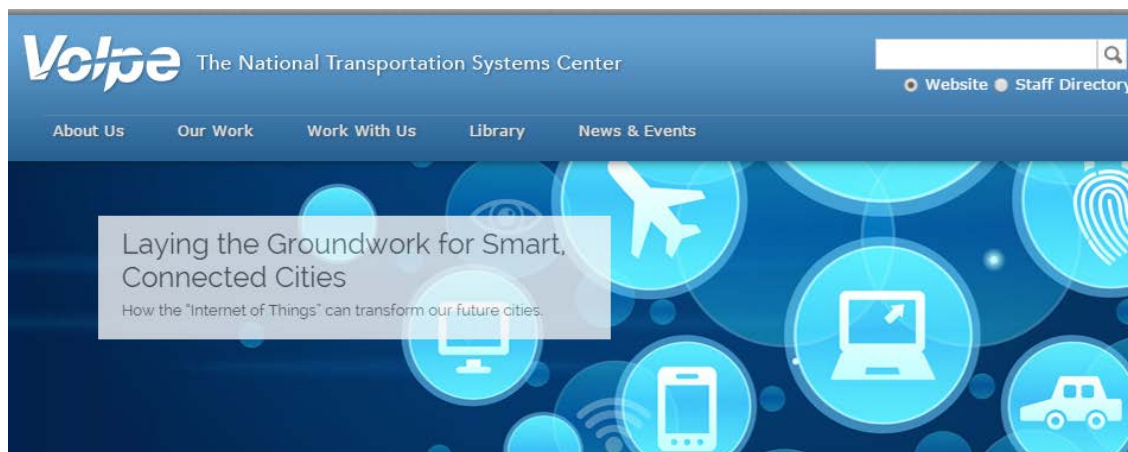 Volpe The National Transportation Systems Center
Website Staff Directory
About Us Our Work Work With Us Library News & Events
Laying the Groundwork for Smart,
Connected Cities
How the "Internet of Things" can transform our future cities.